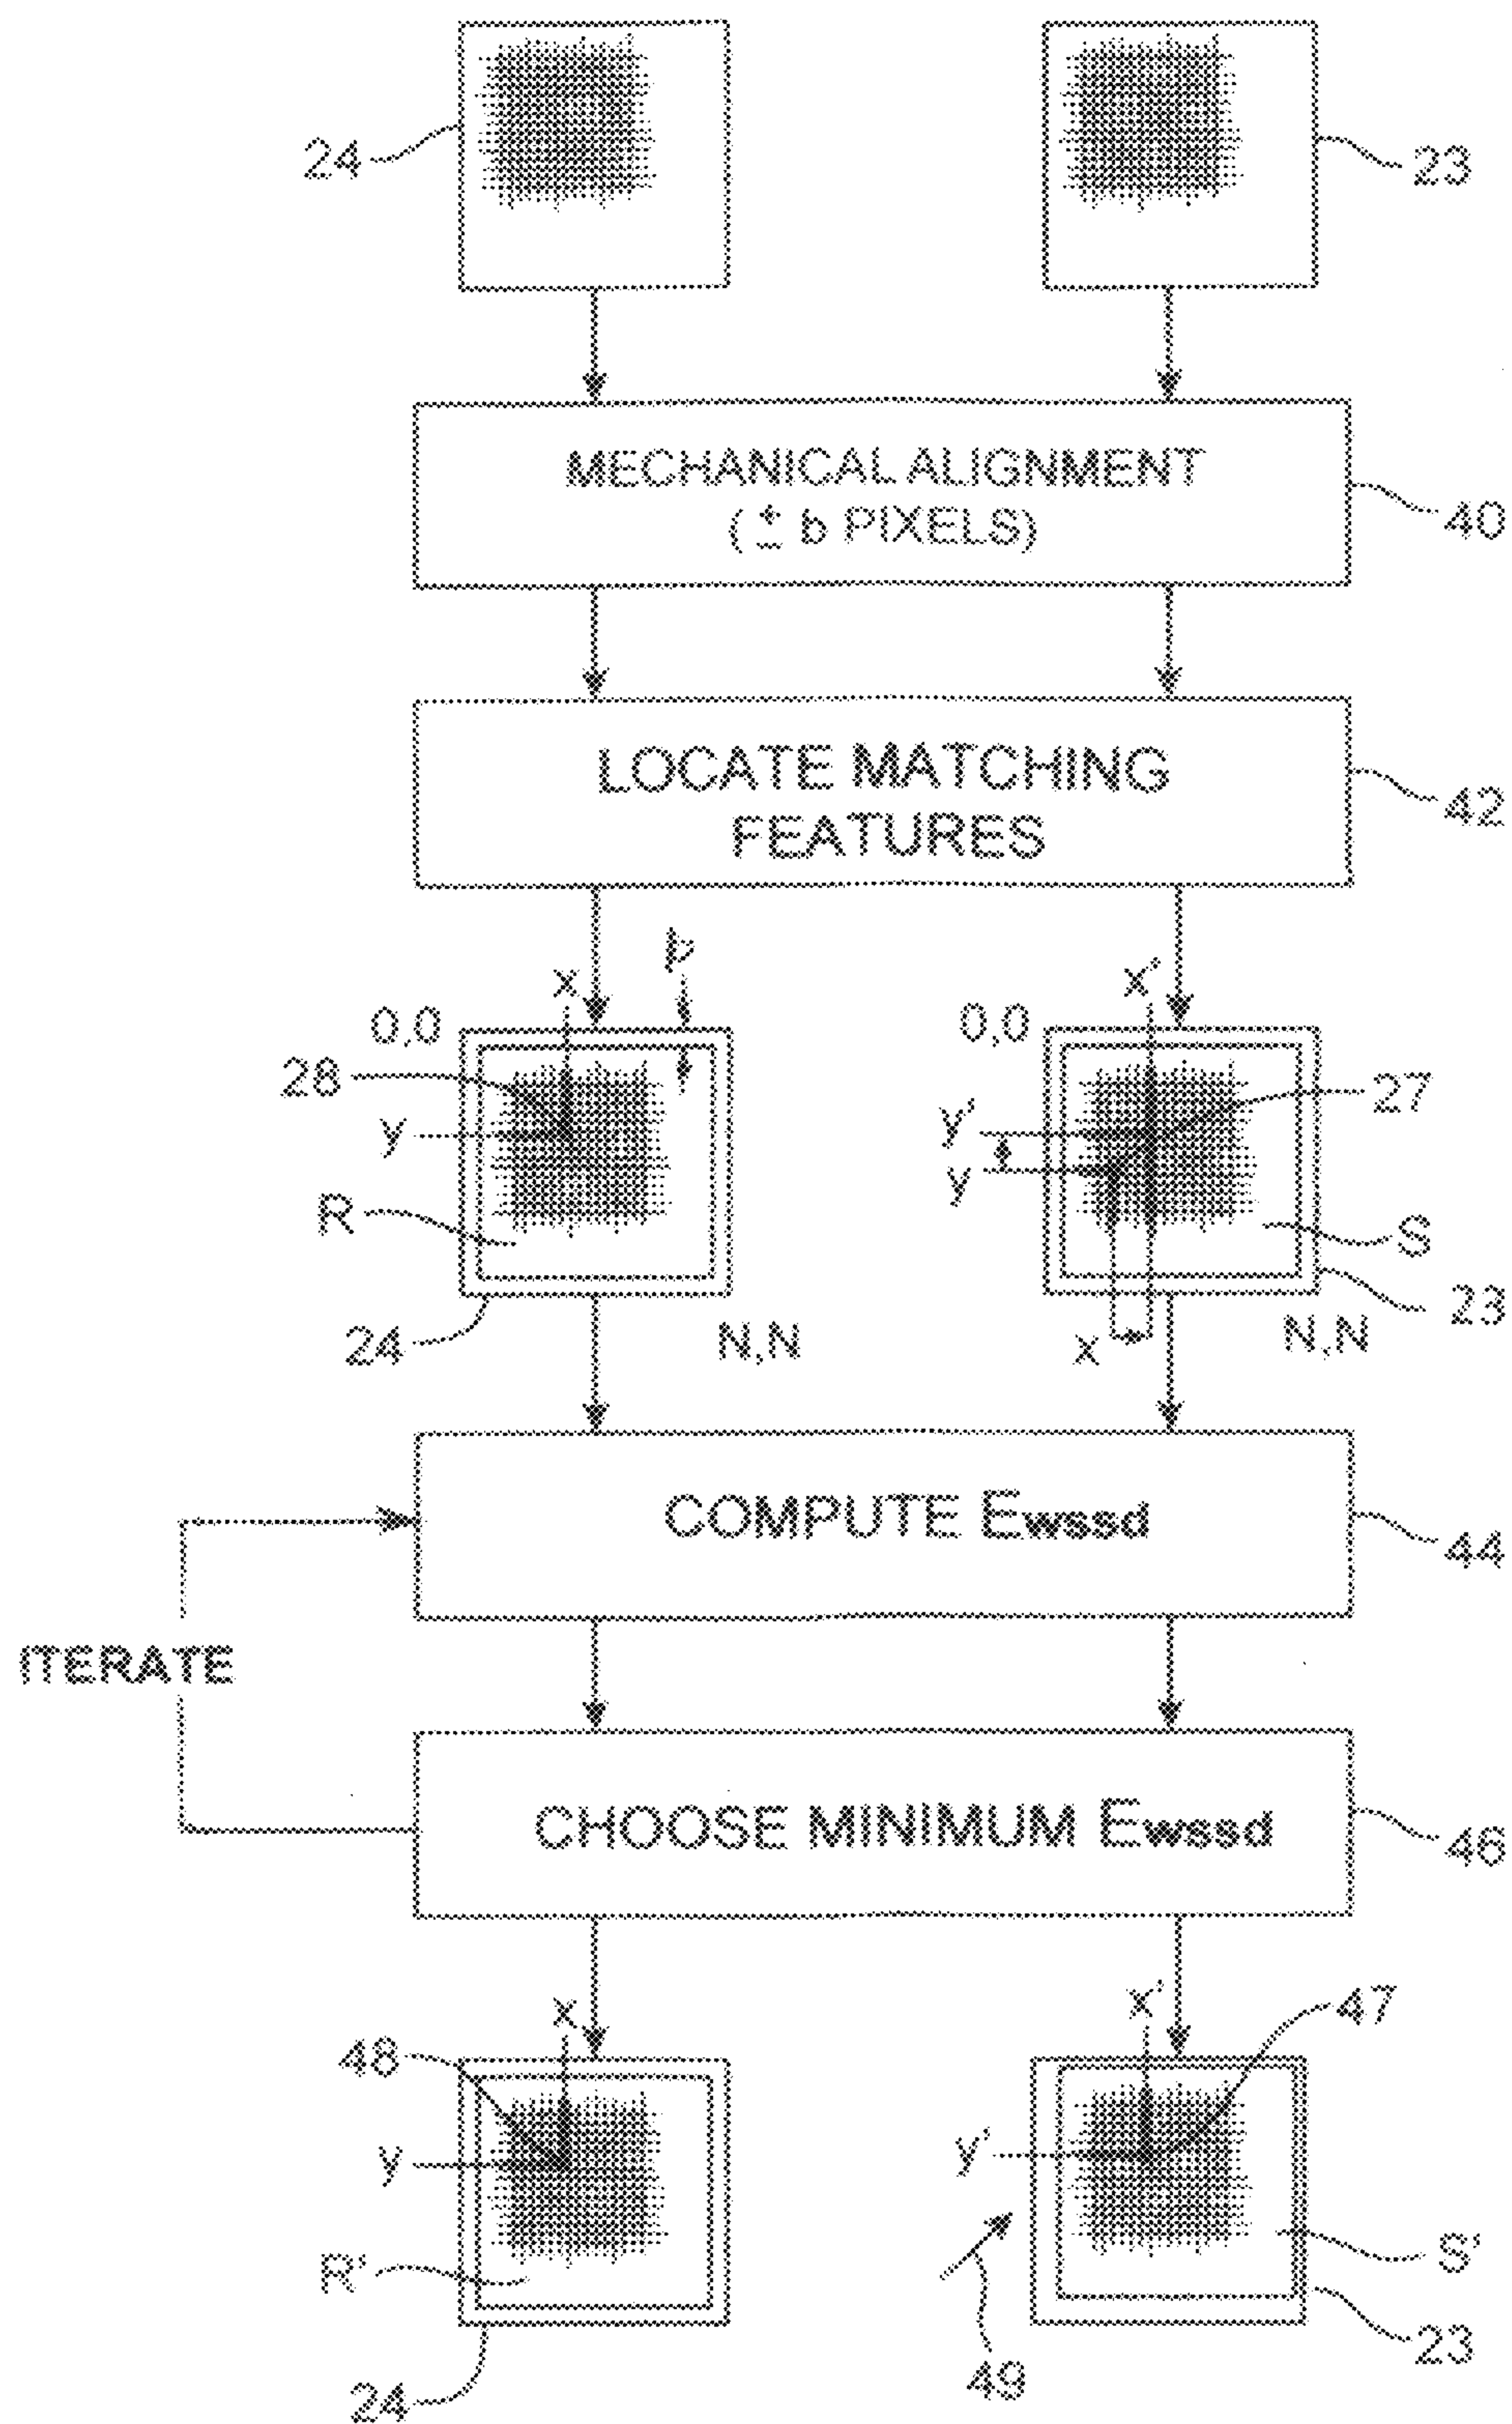 24
23
MECHANICAL ALIGNMENT
(± b PIXELS)
40
LOCATE MATCHING
FEATURES
42
x
b
x'
0,0
0,0
28
27
y
y'
y
R
S
24
N,N
x
N,N
23
COMPUTE Ewssd
44
ITERATE
CHOOSE MINIMUM Ewssd
46
x
x'
47
48
y
y'
R'
S'
24
49
23